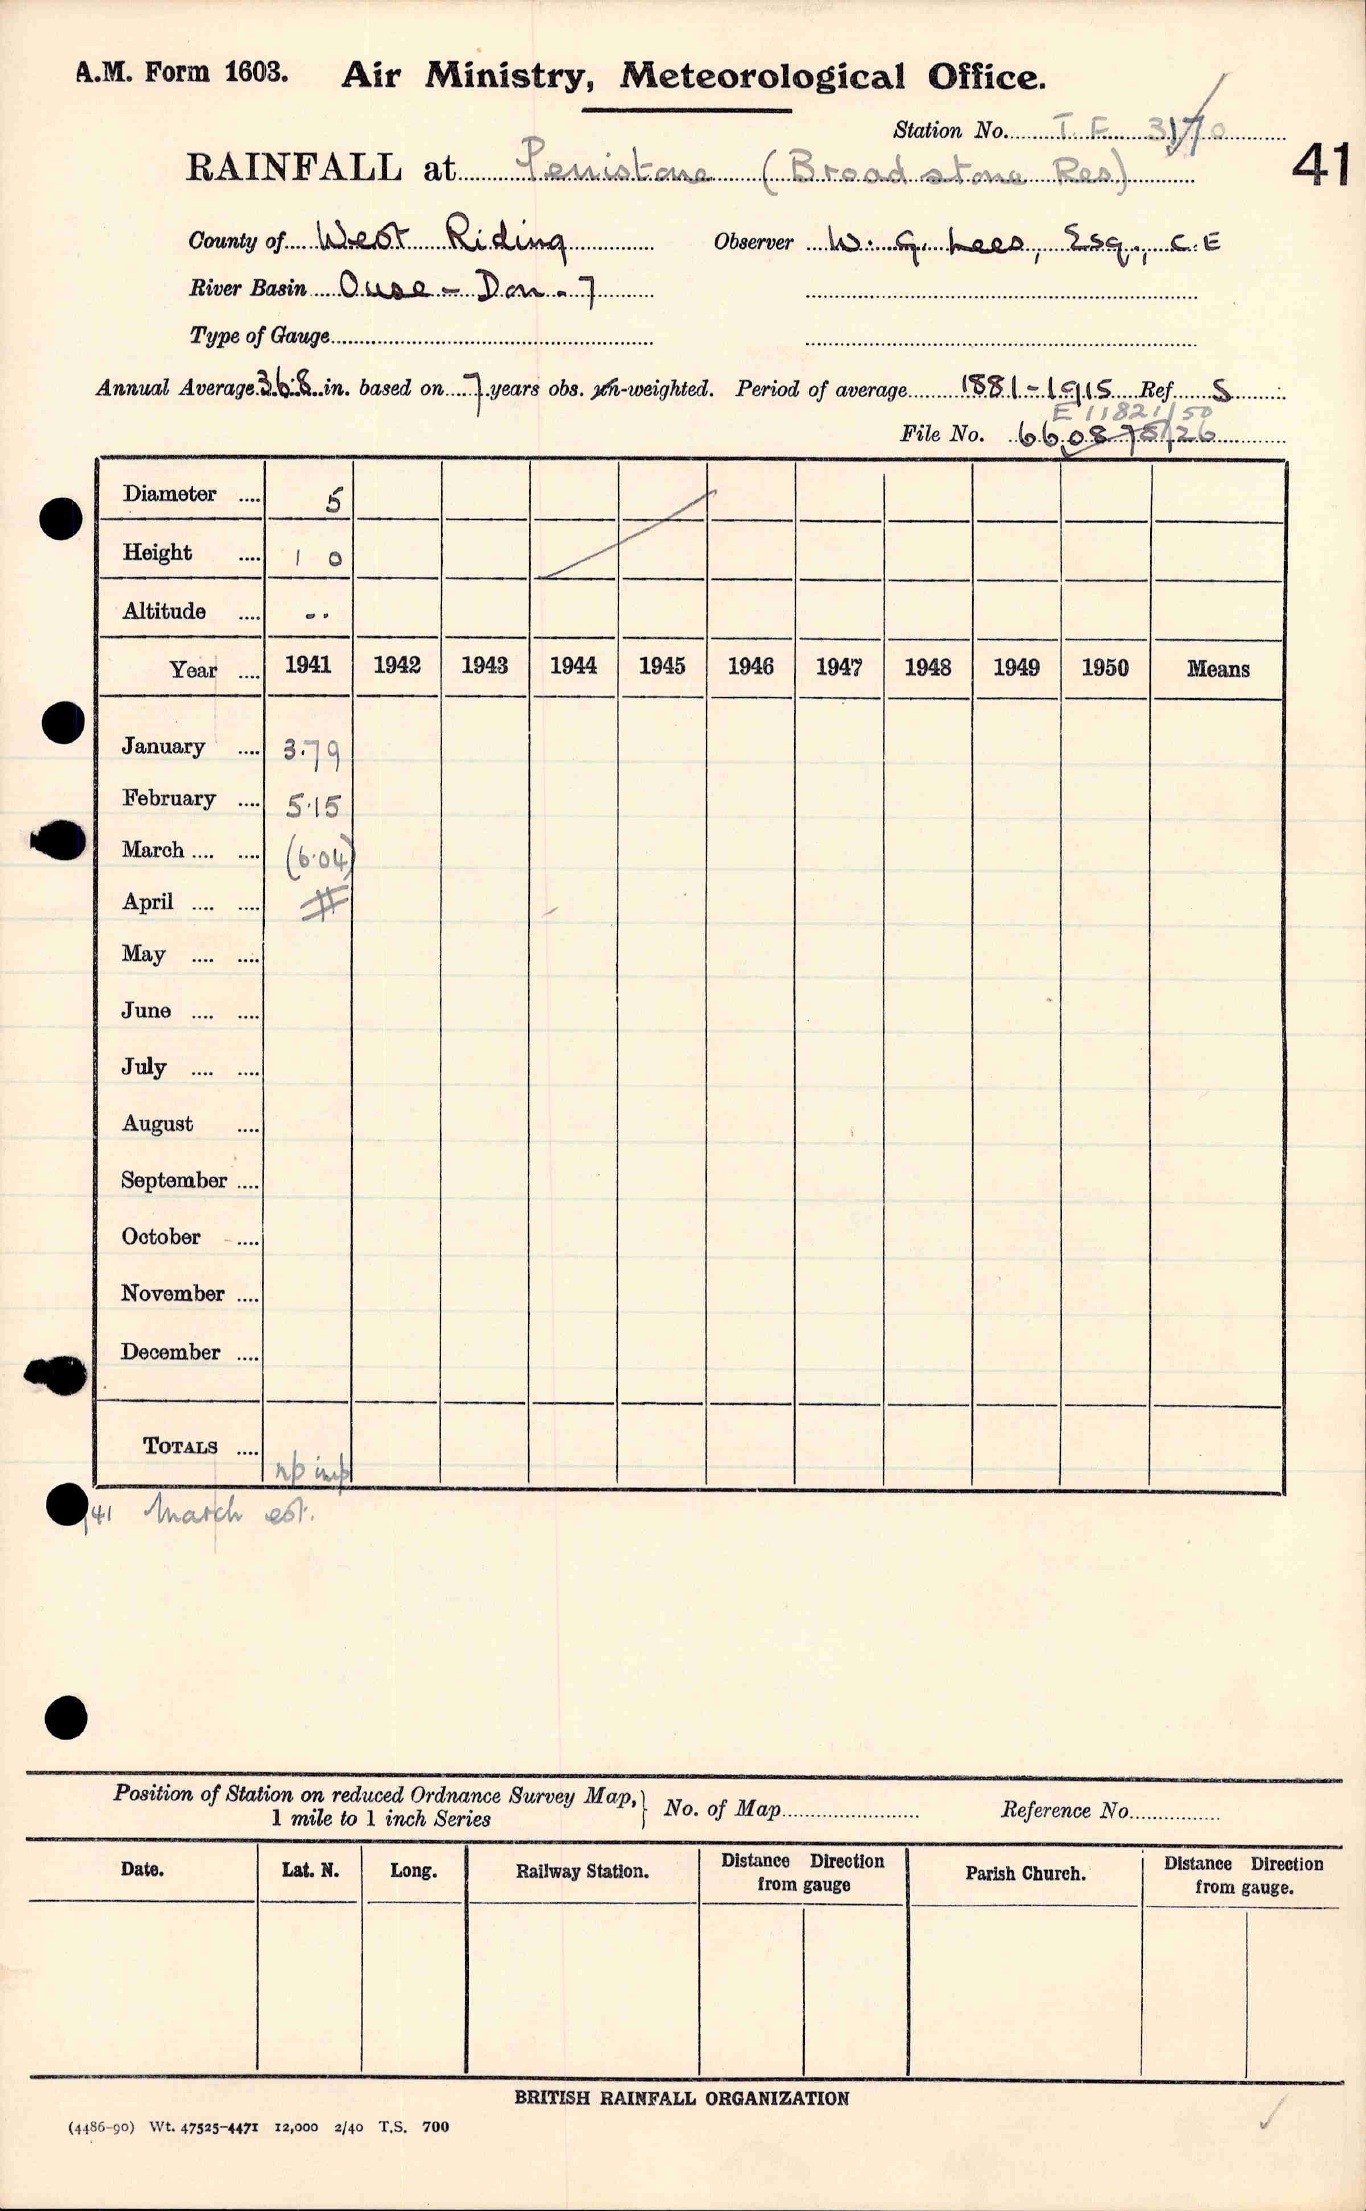 A.M. Form 1603. Air Ministry, Meteorological Office.
Station No. T.F. 3170
41
RAINFALL at Penistone (Broadstone Res)
County of West Riding Observer W. G. Lees, Esq., C.E
River Basin Ouse - Don - 7
Type of Gauge
Annual Average 36.8 in. based on 7 years obs. un-weighted. Period of average 1881-1915 Ref S
E 11821/50
File No. 660875/26
Diameter .... 5
Height .... 1 0
Altitude .... --
Year .... 1941 1942 1943 1944 1945 1946 1947 1948 1949 1950 Means
January .... 3.79
February .... 5.15
March .... .... (6.04)
April .... ....
May .... ....
June .... ....
July .... ....
August ....
September ....
October ....
November ....
December ....
TOTALS .... np imp
'41 March est.
Position of Station on reduced Ordnance Survey Map, } No. of Map Reference No.
1 mile to 1 inch Series
Date. Lat. N. Long. Railway Station. Distance Direction from gauge Parish Church. Distance Direction from gauge.
BRITISH RAINFALL ORGANIZATION
(4486-90) Wt. 47525-4471 12,000 2/40 T.S. 700